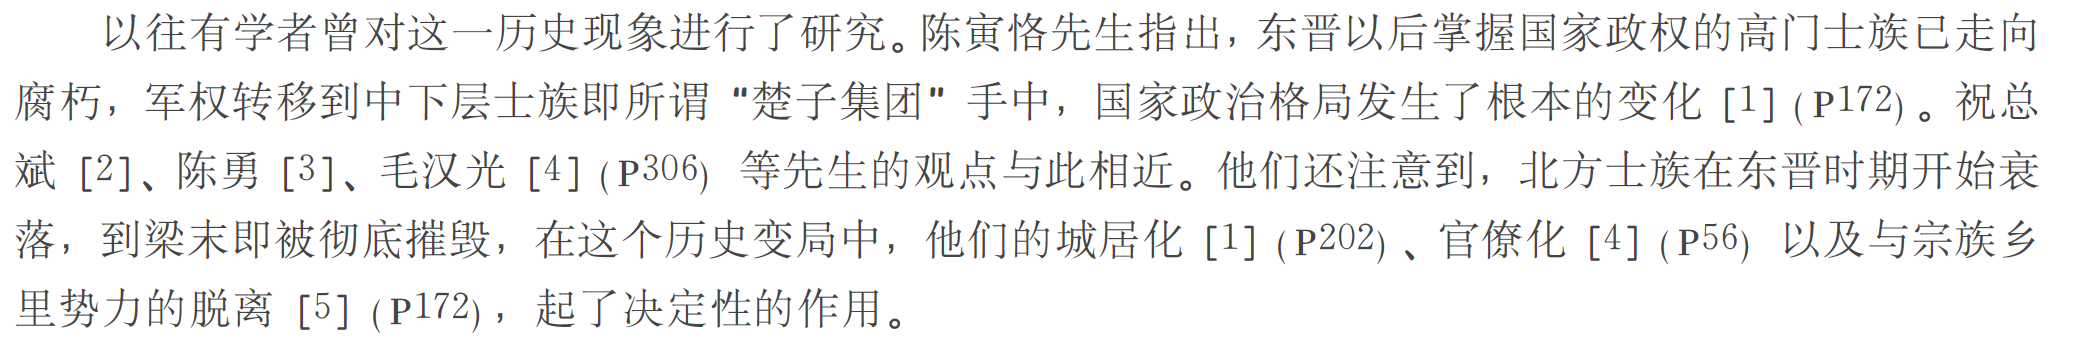 以往有学者曾对这一历史现象进行了研究。陈寅恪先生指出，东晋以后掌握国家政权的高门士族已走向
腐朽，军权转移到中下层士族即所谓 "楚子集团" 手中，国家政治格局发生了根本的变化 [1] (P172) 。祝总
斌 [2]、陈勇 [3]、毛汉光 [4] (P306) 等先生的观点与此相近。他们还注意到，北方士族在东晋时期开始衰
落，到梁末即被彻底摧毁，在这个历史变局中，他们的城居化 [1] (P202) 、官僚化 [4] (P56) 以及与宗族乡
里势力的脱离 [5] (P172) ，起了决定性的作用。